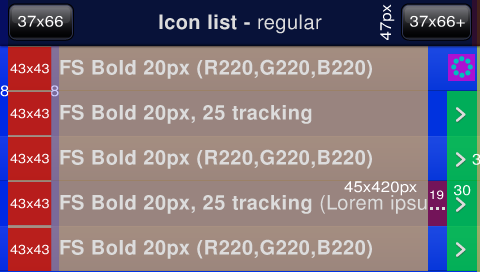 37x66 Icon list - regular 47px 37x66+
43x43 FS Bold 20px (R220,G220,B220)
8 8
43x43 FS Bold 20px, 25 tracking
43x43 FS Bold 20px (R220,G220,B220) 3
45x420px 19 30
43x43 FS Bold 20px, 25 tracking (Lorem ipsu...
43x43 FS Bold 20px (R220,G220,B220)